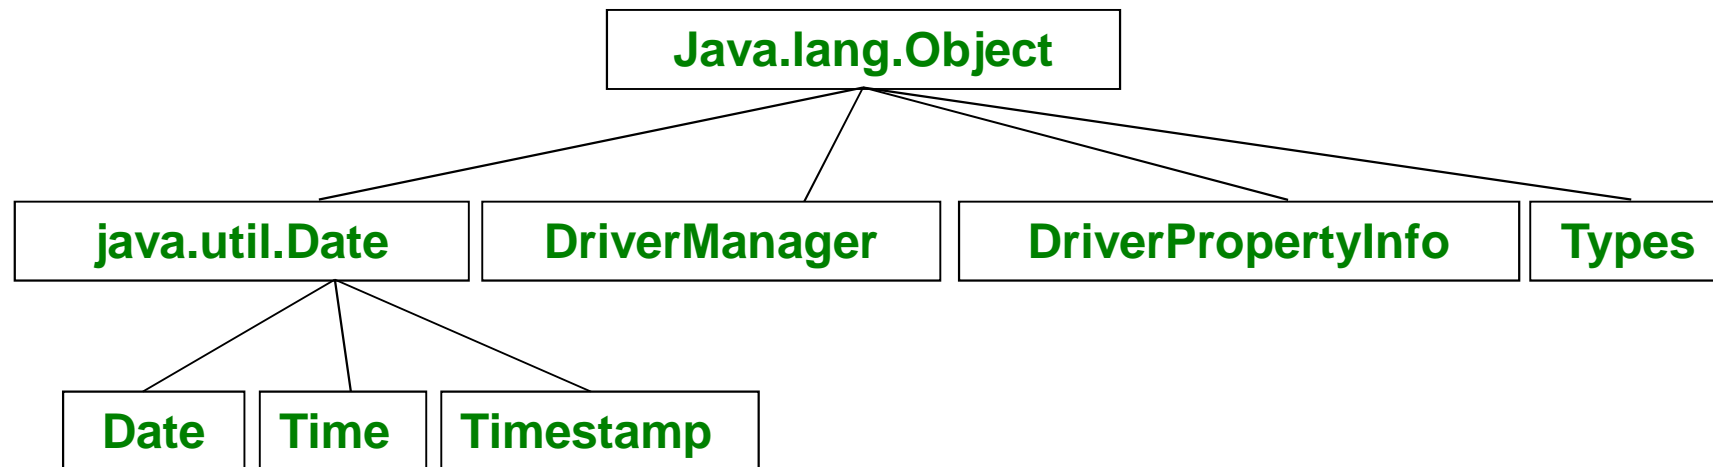 Java.lang.Object
java.util.Date DriverManager DriverPropertyInfo Types
Date Time Timestamp